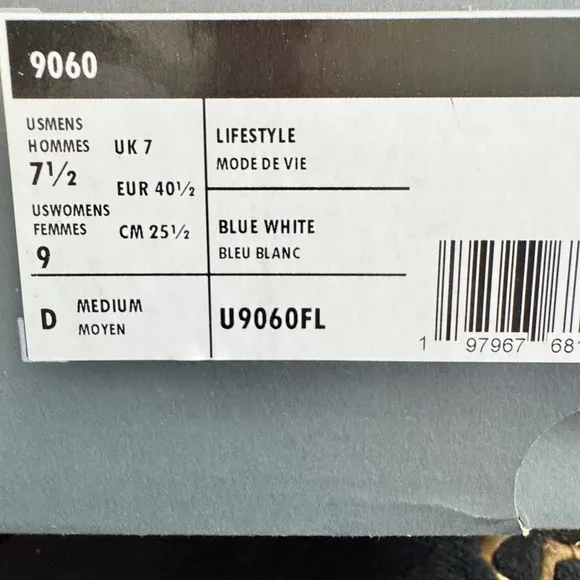 9060
USMENS
HOMMES
7½
UK 7
EUR 40½
USWOMENS
FEMMES
9
CM 25½
D
MEDIUM
MOYEN
LIFESTYLE
MODE DE VIE
BLUE WHITE
BLEU BLANC
U9060FL
1 97967 681